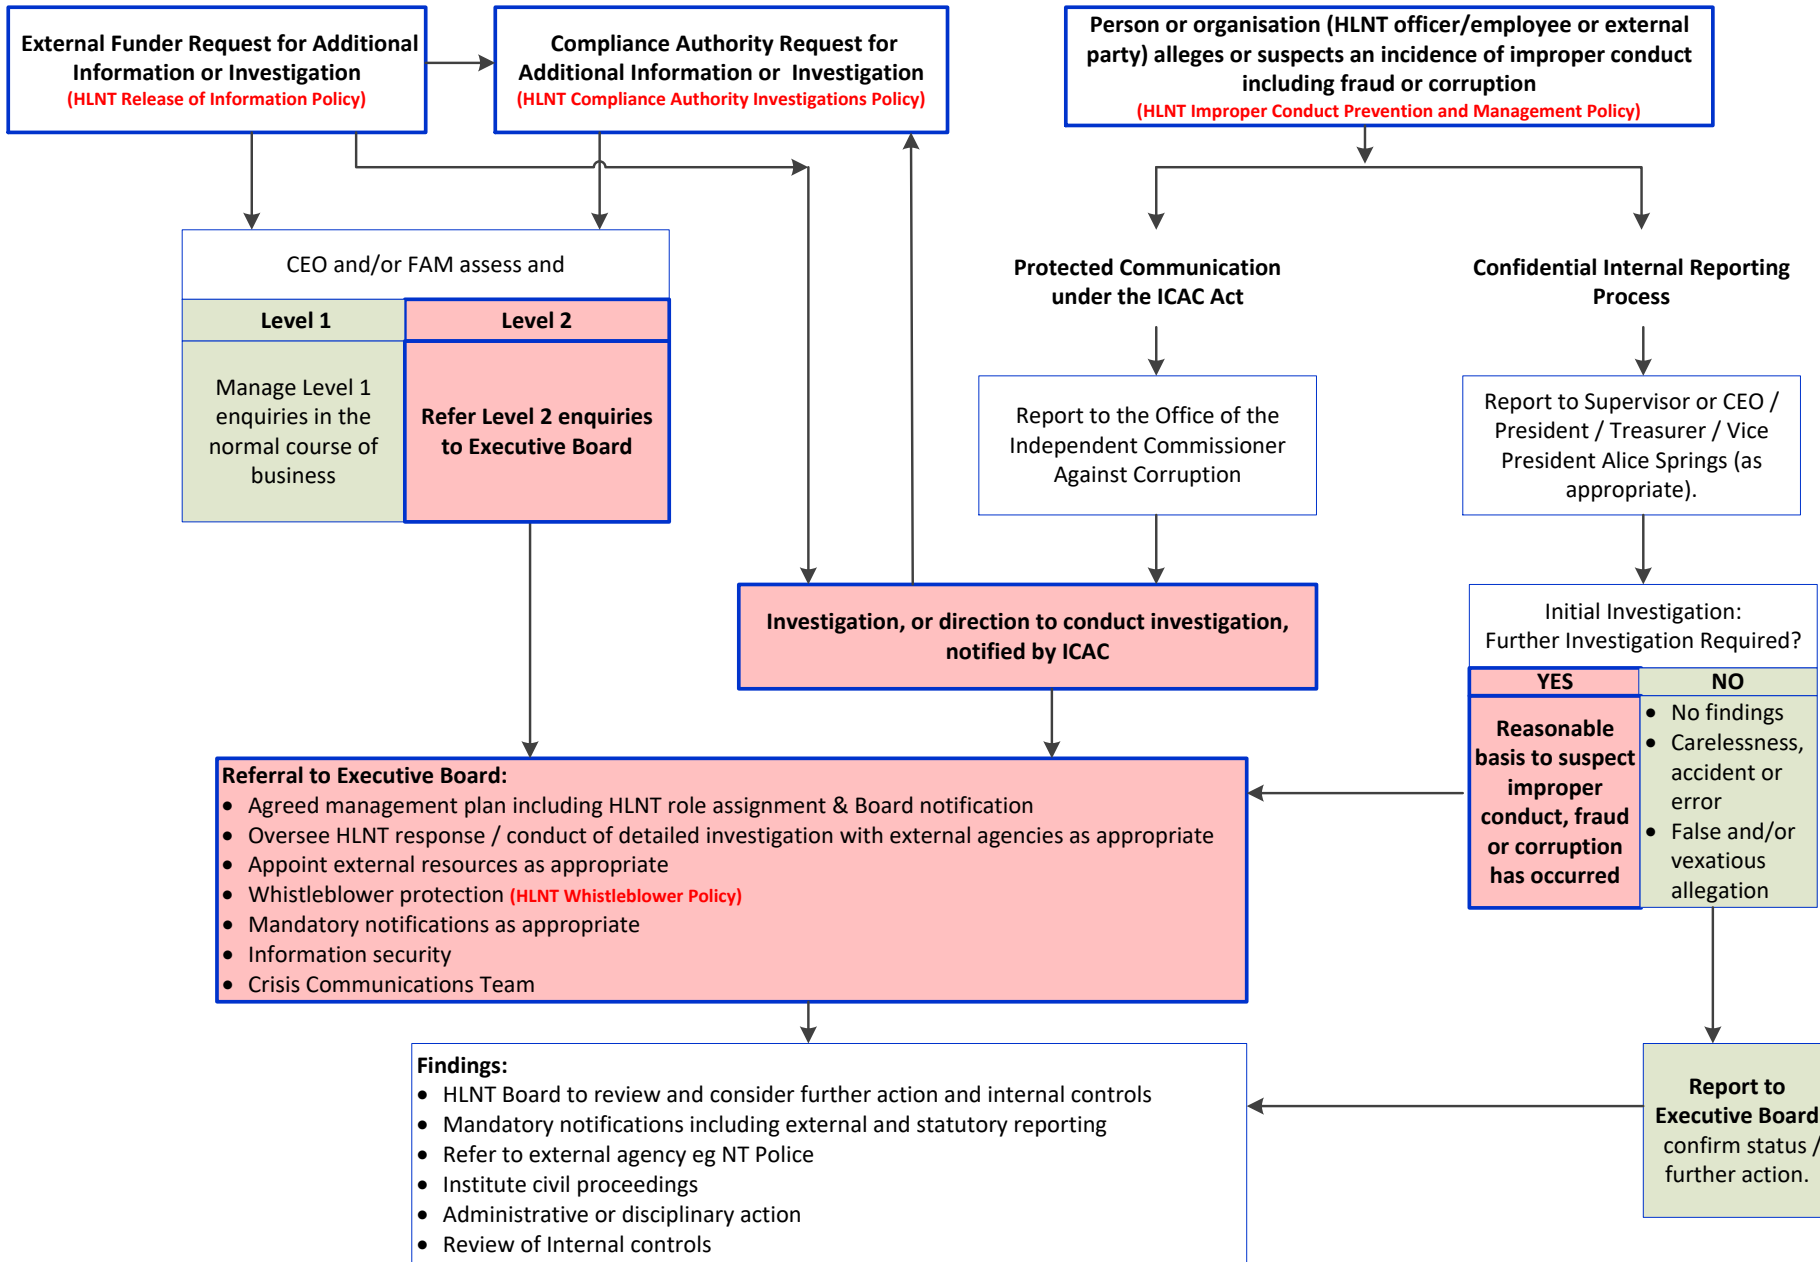 External Funder Request for Additional
Information or Investigation
(HLNT Release of Information Policy)
Compliance Authority Request for
Additional Information or Investigation
(HLNT Compliance Authority Investigations Policy)
Person or organisation (HLNT officer/employee or external
party) alleges or suspects an incidence of improper conduct
including fraud or corruption
(HLNT Improper Conduct Prevention and Management Policy)
CEO and/or FAM assess and
Level 1
Level 2
Manage Level 1
enquiries in the
normal course of
business
Refer Level 2 enquiries
to Executive Board
Protected Communication
under the ICAC Act
Confidential Internal Reporting
Process
Report to the Office of the
Independent Commissioner
Against Corruption
Report to Supervisor or CEO /
President / Treasurer / Vice
President Alice Springs (as
appropriate).
Investigation, or direction to conduct investigation,
notified by ICAC
Initial Investigation:
Further Investigation Required?
YES
NO
Reasonable
basis to suspect
improper
conduct, fraud
or corruption
has occurred
• No findings
• Carelessness,
accident or
error
• False and/or
vexatious
allegation
Referral to Executive Board:
• Agreed management plan including HLNT role assignment & Board notification
• Oversee HLNT response / conduct of detailed investigation with external agencies as appropriate
• Appoint external resources as appropriate
• Whistleblower protection (HLNT Whistleblower Policy)
• Mandatory notifications as appropriate
• Information security
• Crisis Communications Team
Findings:
• HLNT Board to review and consider further action and internal controls
• Mandatory notifications including external and statutory reporting
• Refer to external agency eg NT Police
• Institute civil proceedings
• Administrative or disciplinary action
• Review of Internal controls
Report to
Executive Board
confirm status /
further action.